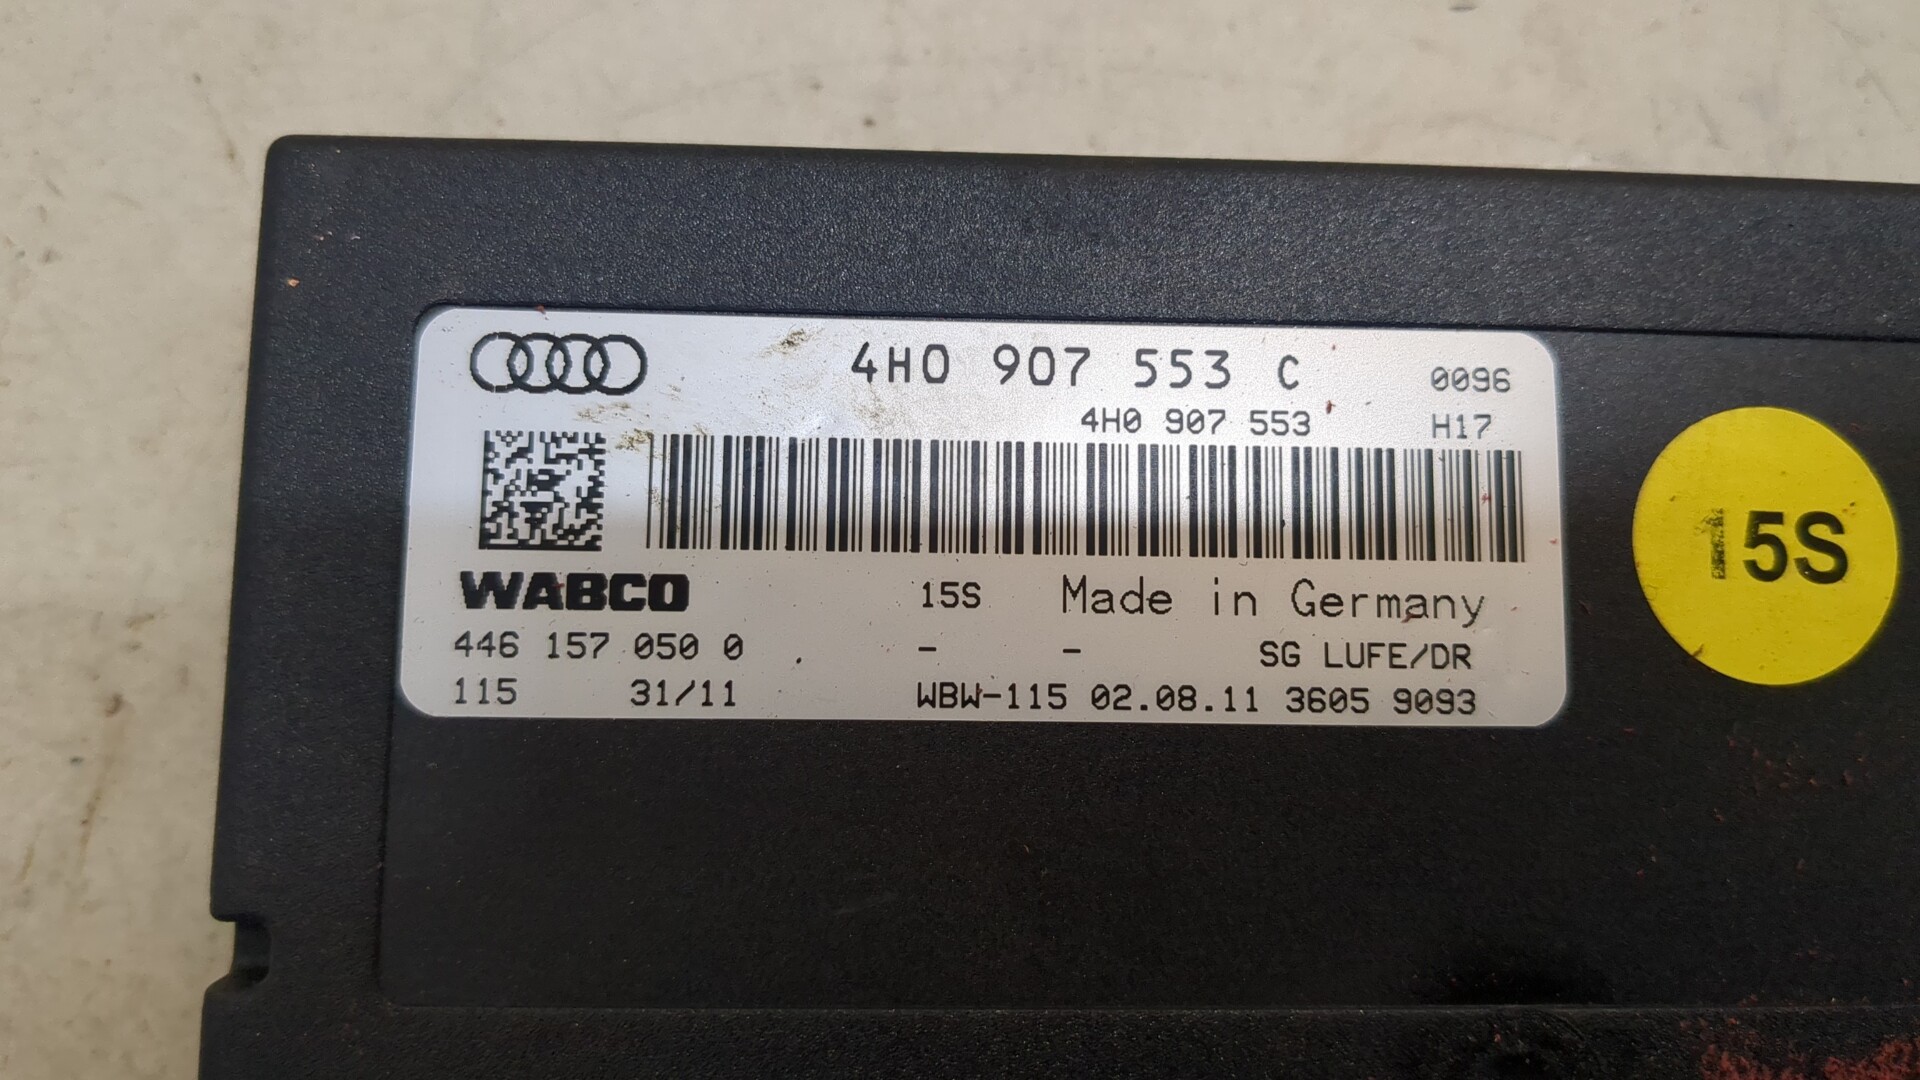 4H0 907 553 C 0096
4H0 907 553 H17
WABCO 15S Made in Germany
446 157 050 0 - - SG LUFE/DR
115 31/11 WBW-115 02.08.11 3605 9093
15S